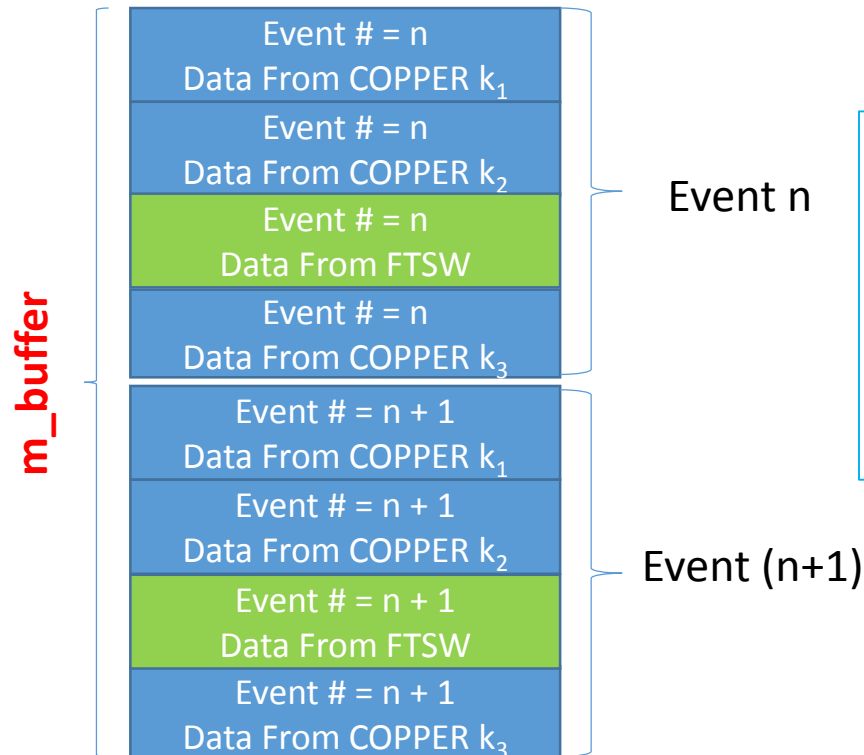 Event # = n
Data From COPPER k₁
Event # = n
Data From COPPER k₂
Event # = n
Data From FTSW
Event # = n
Data From COPPER k₃
Event n
m_buffer
Event # = n + 1
Data From COPPER k₁
Event # = n + 1
Data From COPPER k₂
Event # = n + 1
Data From FTSW
Event # = n + 1
Data From COPPER k₃
Event (n+1)